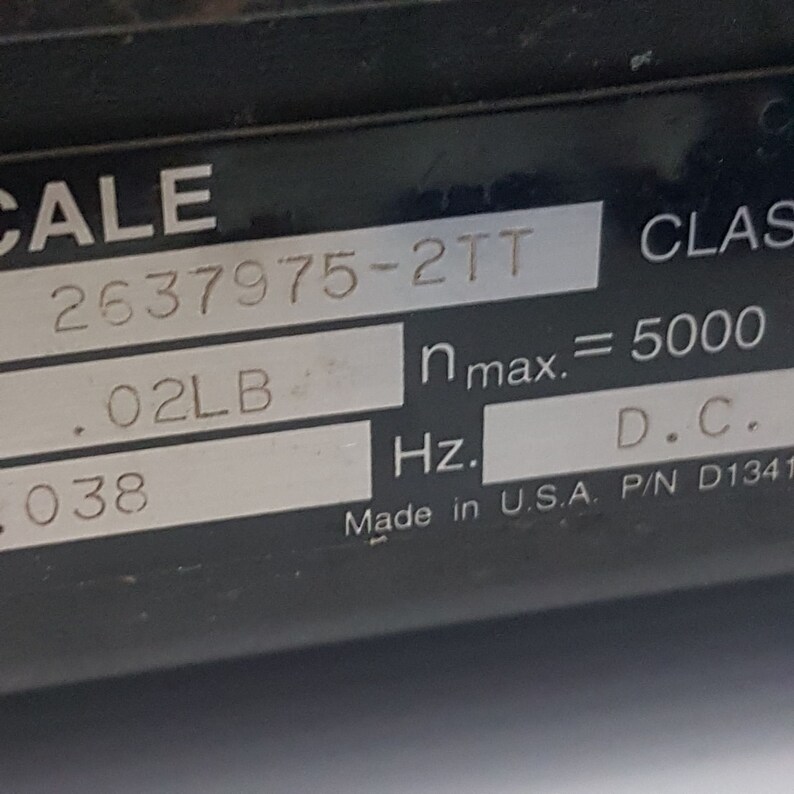 CALE
2637975-2TT CLAS
.02LB nmax. = 5000
.038 Hz. D.C.
Made in U.S.A. P/N D1341